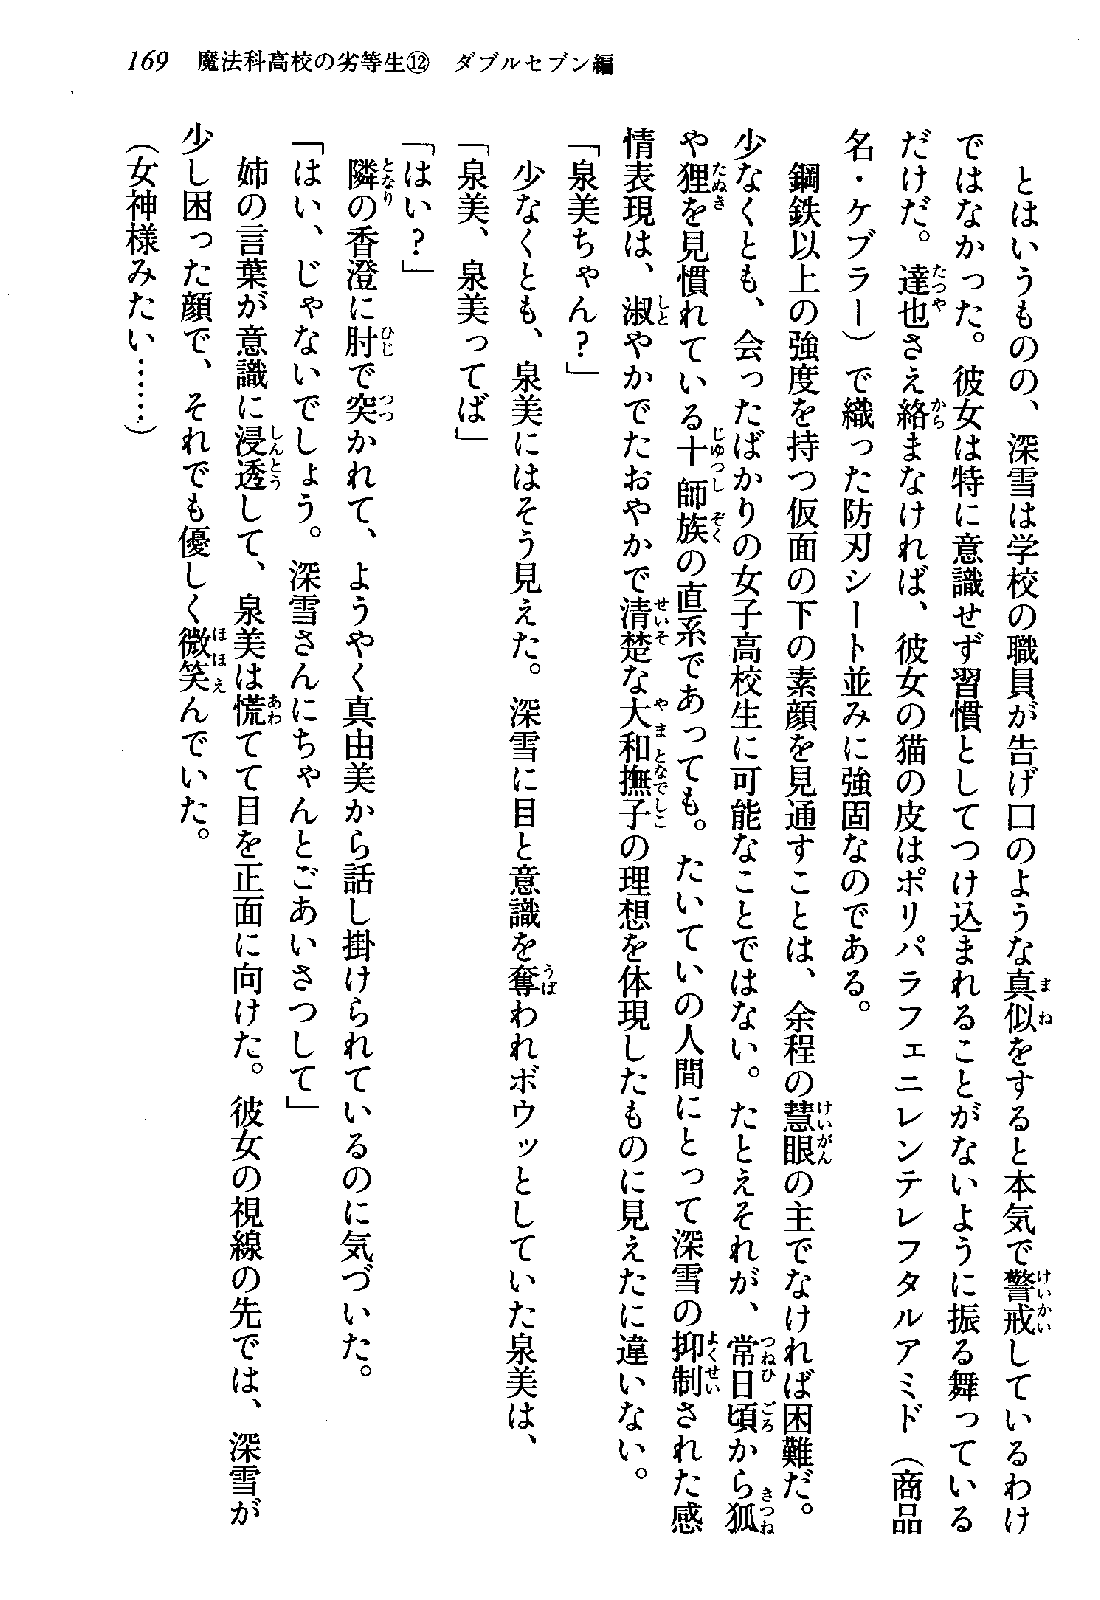 169　魔法科高校の劣等生⑫　ダブルセブン編
とはいうものの、深雪は学校の職員が告げ口のような真似をすると本気で警戒しているわけ
ではなかった。彼女は特に意識せず習慣としてつけ込まれることがないように振る舞っている
だけだ。達也さえ絡まなければ、彼女の猫の皮はポリパラフェニレンテレフタルアミド（商品
名・ケブラー）で織った防刃シート並みに強固なのである。
鋼鉄以上の強度を持つ仮面の下の素顔を見通すことは、余程の慧眼の主でなければ困難だ。
少なくとも、会ったばかりの女子高校生に可能なことではない。たとえそれが、常日頃から狐
や狸を見慣れている十師族の直系であっても。たいていの人間にとって深雪の抑制された感
情表現は、淑やかでたおやかで清楚な大和撫子の理想を体現したものに見えたに違いない。
「泉美ちゃん？」
少なくとも、泉美にはそう見えた。深雪に目と意識を奪われボウッとしていた泉美は、
「泉美、泉美ってば」
「はい？」
隣の香澄に肘で突かれて、ようやく真由美から話し掛けられているのに気づいた。
「はい、じゃないでしょう。深雪さんにちゃんとごあいさつして」
姉の言葉が意識に浸透して、泉美は慌てて目を正面に向けた。彼女の視線の先では、深雪が
少し困った顔で、それでも優しく微笑んでいた。
（女神様みたい……）